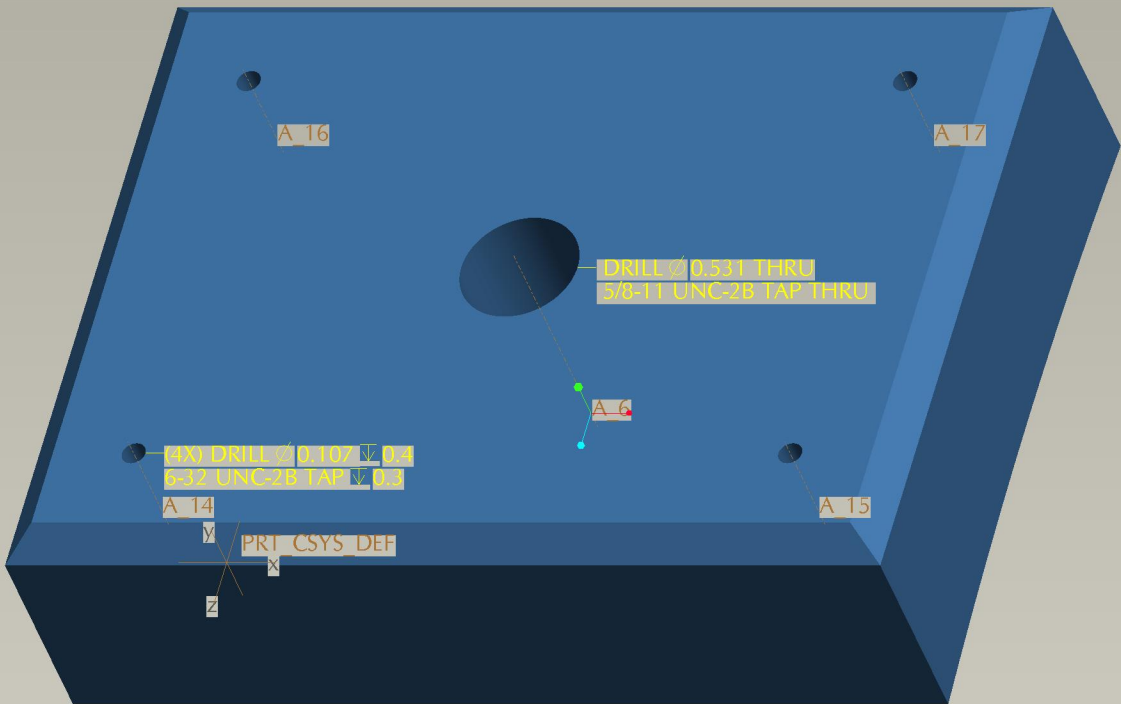 A_16
A_17
DRILL ∅ 0.531 THRU
5/8-11 UNC-2B TAP THRU
A_6
(4X) DRILL ∅ 0.107 ↧ 0.4
6-32 UNC-2B TAP ↧ 0.3
A_14
A_15
y
PRT_CSYS_DEF
x
z